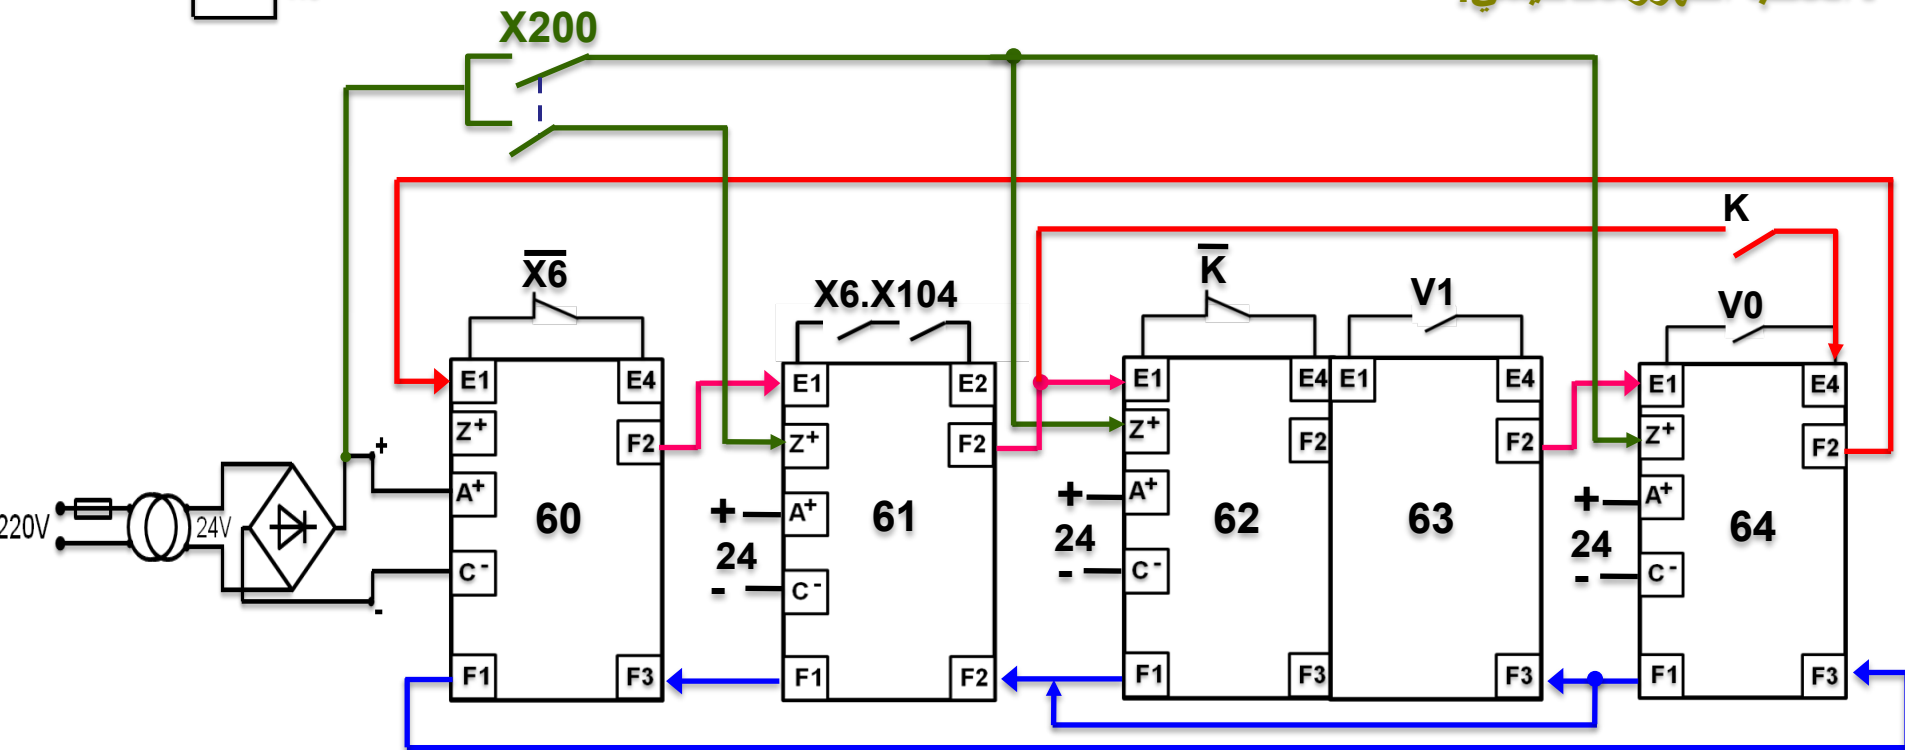 X200
K
X6
X6.X104
K
V1
V0
E1 E4 E1 E2 E1 E4 E1 E4 E1 E4
Z+ F2 Z+ F2 Z+ F2 F2 Z+ F2
+
A+ A+ A+ A+
+ + +
220V 24V 60 61 62 63 64
24 24 24
C- C- C- C-
- - - -
F1 F3 F1 F2 F1 F3 F3 F1 F3